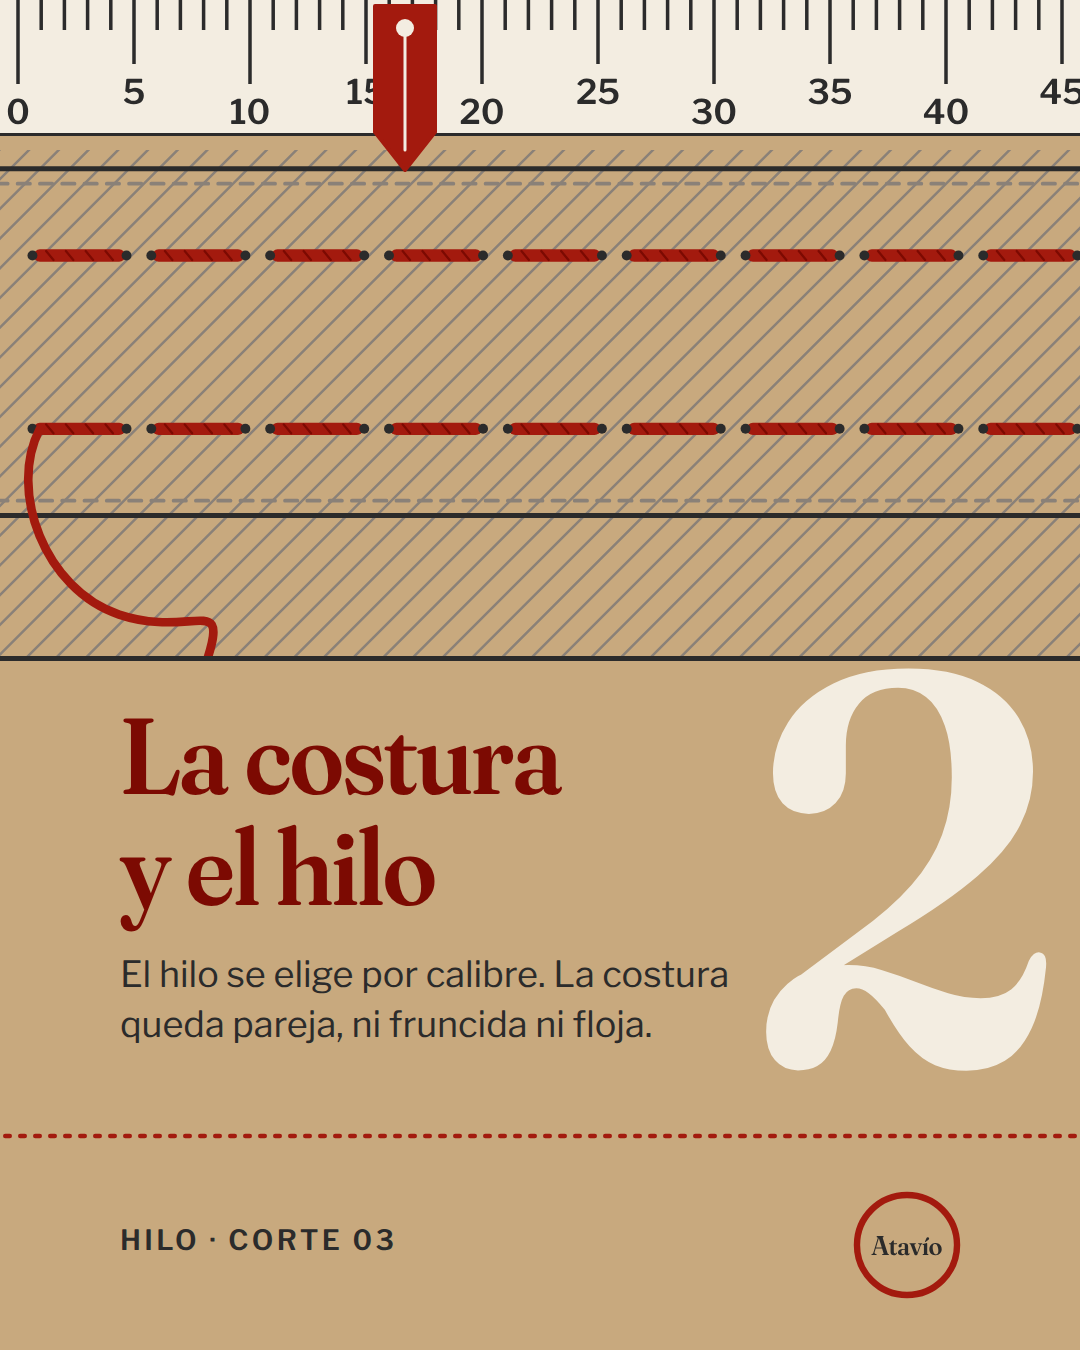 0 5 10 15 20 25 30 35 40 45
La costura
y el hilo
2
El hilo se elige por calibre. La costura
queda pareja, ni fruncida ni floja.
HILO · CORTE 03
Atavío